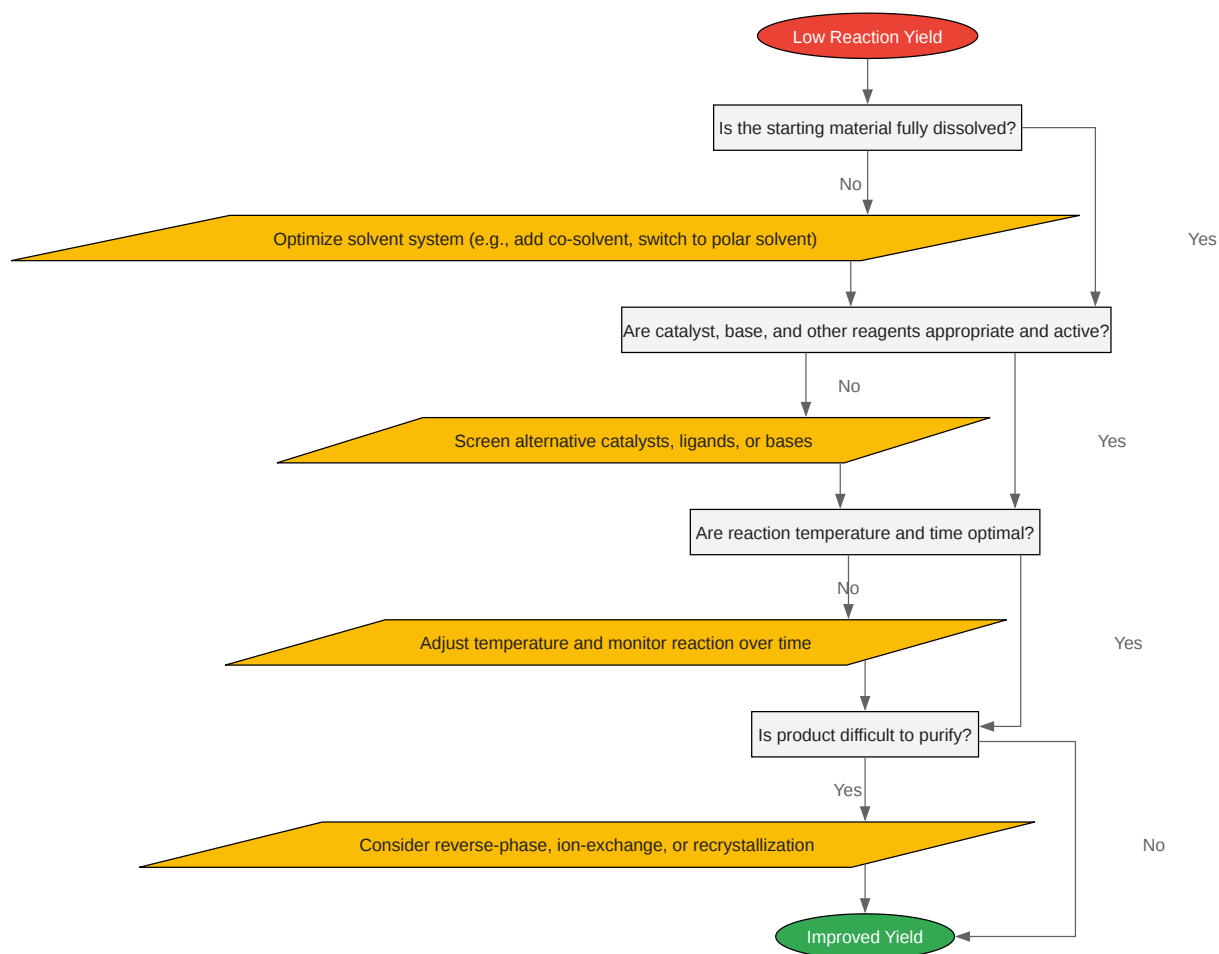 Low Reaction Yield
Is the starting material fully dissolved?
No
Optimize solvent system (e.g., add co-solvent, switch to polar solvent)
Yes
Are catalyst, base, and other reagents appropriate and active?
No
Screen alternative catalysts, ligands, or bases
Yes
Are reaction temperature and time optimal?
No
Adjust temperature and monitor reaction over time
Yes
Is product difficult to purify?
Yes
Consider reverse-phase, ion-exchange, or recrystallization
No
Improved Yield